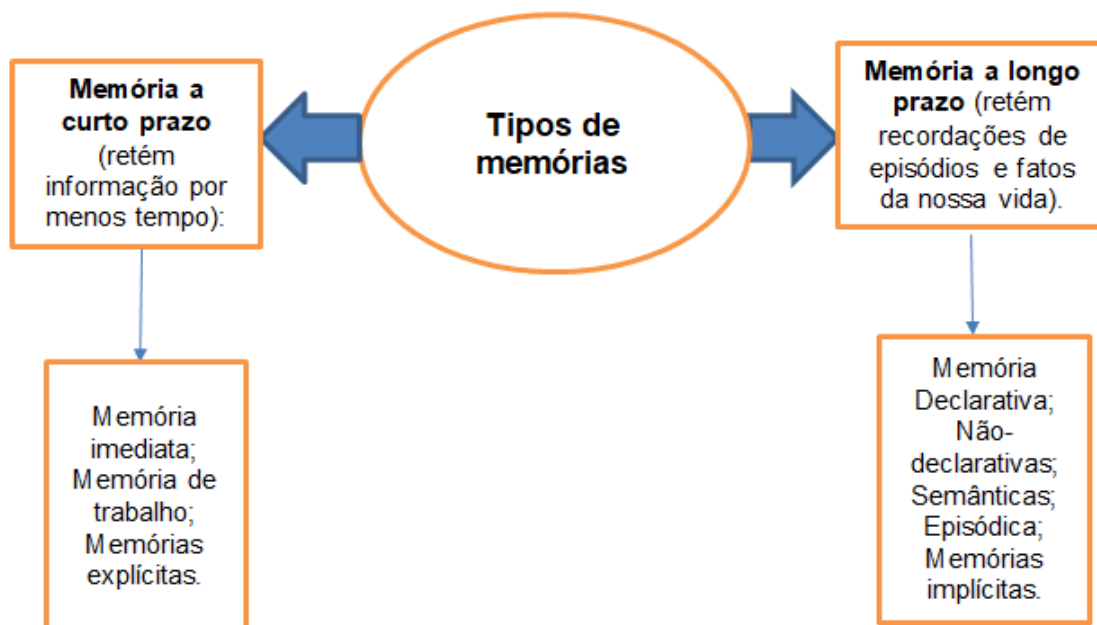 Tipos de
memórias
Memória a
curto prazo
(retém
informação por
menos tempo):
Memória imediata;
Memória de
trabalho;
Memórias
explícitas.
Memória a longo
prazo (retém
recordações de
episódios e fatos
da nossa vida).
Memória
Declarativa;
Não-
declarativas;
Semânticas;
Episódica;
Memórias
implícitas.